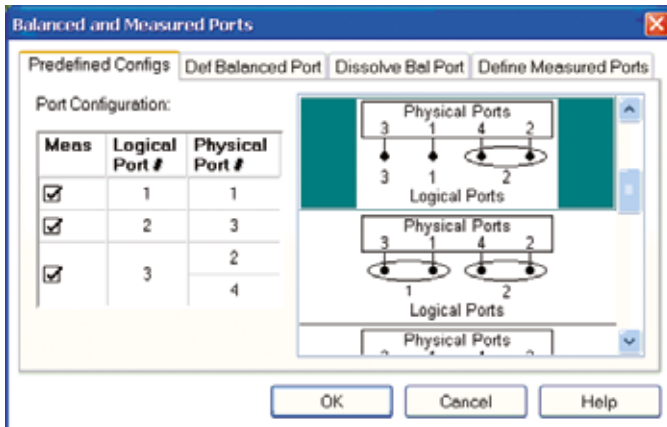 Balanced and Measured Ports
Predefined Configs
Def Balanced Port
Dissolve Bal Port
Define Measured Ports
Port Configuration:
Meas
Logical Port #
Physical Port #
1 1
2 3
3 2
4
Physical Ports
3 1 4 2
3 1 2
Logical Ports
Physical Ports
3 1 4 2
1 2
Logical Ports
Physical Ports
OK
Cancel
Help